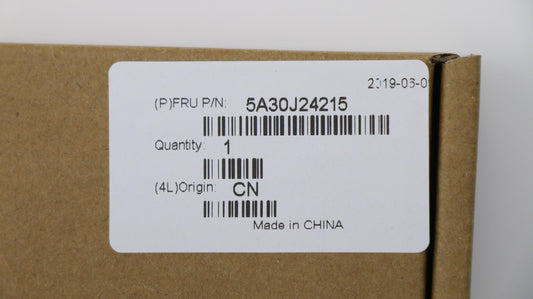 2019-06-0
(P)FRU P/N: 5A30J24215
Quantity: 1
(4L)Origin: CN
Made in CHINA